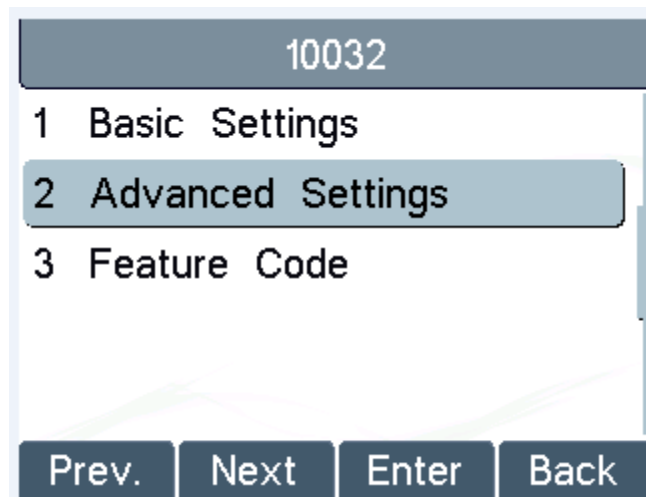 10032
1 Basic Settings
2 Advanced Settings
3 Feature Code
Prev. Next Enter Back